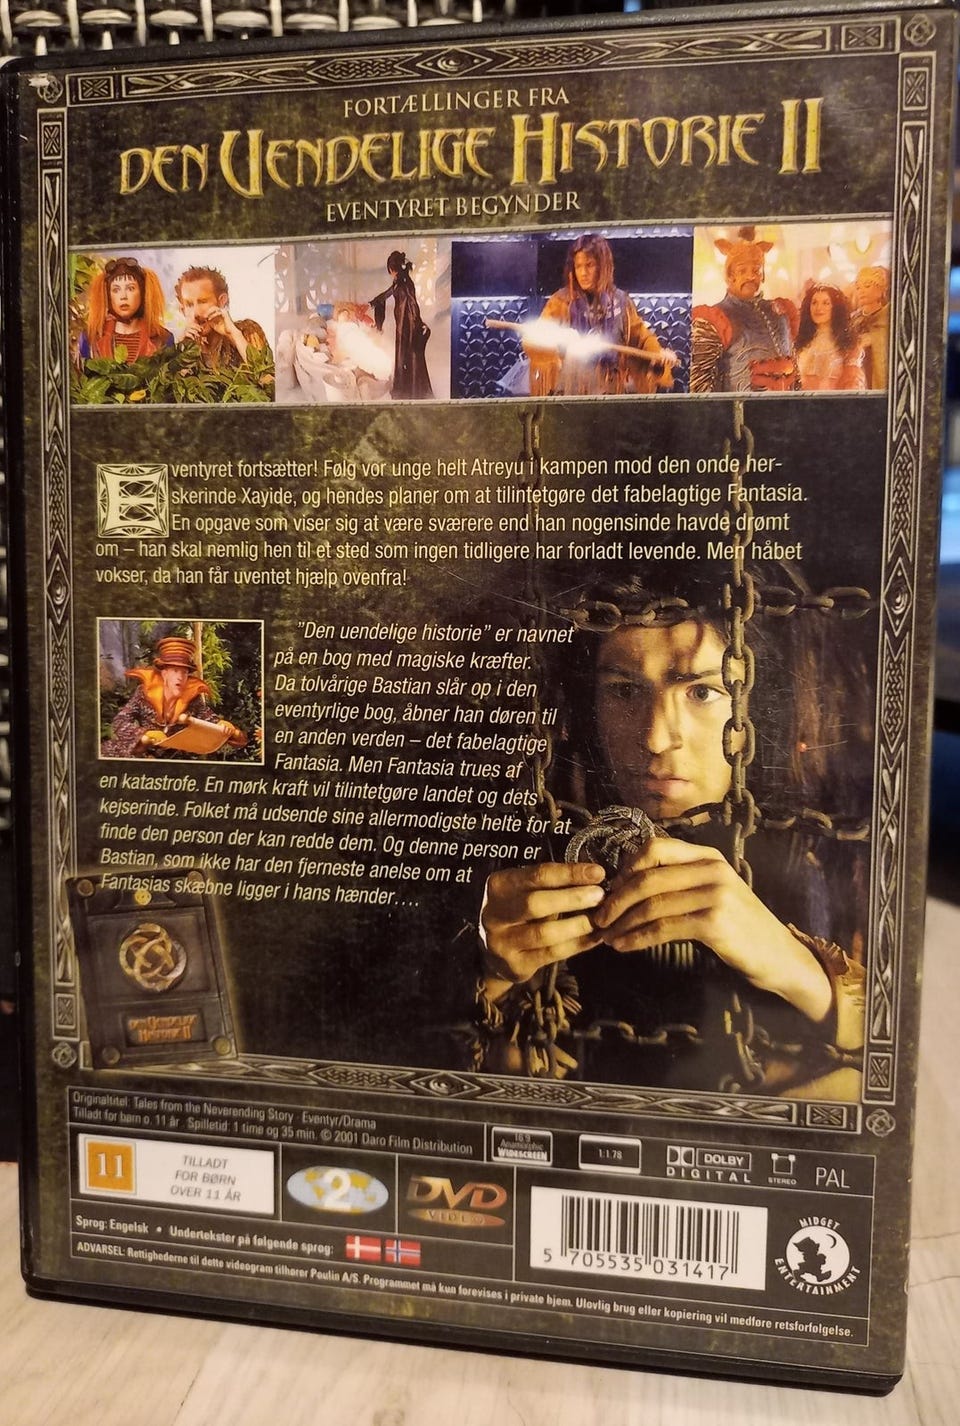 FORTÆLLINGER FRA
DEN UENDELIGE HISTORIE II
EVENTYRET BEGYNDER
Eventyret fortsætter! Følg vor unge helt Atreyu i kampen mod den onde her-
skerinde Xayide, og hendes planer om at tilintetgøre det fabelagtige Fantasia.
En opgave som viser sig at være sværere end han nogensinde havde drømt
om – han skal nemlig hen til et sted som ingen tidligere har forladt levende. Men håbet
vokser, da han får uventet hjælp ovenfra!
"Den uendelige historie" er navnet
på en bog med magiske kræfter.
Da tolvårige Bastian slår op i den
eventyrlige bog, åbner han døren til
en anden verden – det fabelagtige
Fantasia. Men Fantasia trues af
en katastrofe. En mørk kraft vil tilintetgøre landet og dets
kejserinde. Folket må udsende sine allermodigste helte for at
finde den person der kan redde dem. Og denne person er
Bastian, som ikke har den fjerneste anelse om at
Fantasias skæbne ligger i hans hænder....
DEN UENDELIGE
HISTORIE II
Originaltitel: Tales from the Neverending Story · Eventyr/Drama
Tilladt for børn o. 11 år Spilletid: 1 time og 35 min. © 2001 Daro Film Distribution
16:9
Anamorphic
WIDESCREEN
1:1.78
DOLBY
DIGITAL
STEREO
PAL
11
TILLADT
FOR BØRN
OVER 11 ÅR
2
DVD
VIDEO
5 705535 031417
MIDGET
ENTERTAINMENT
Sprog: Engelsk • Undertekster på følgende sprog:
ADVARSEL: Rettighederne til dette videogram tilhører Paulin A/S. Programmet må kun forevises i private hjem. Ulovlig brug eller kopiering vil medføre retsforfølgelse.